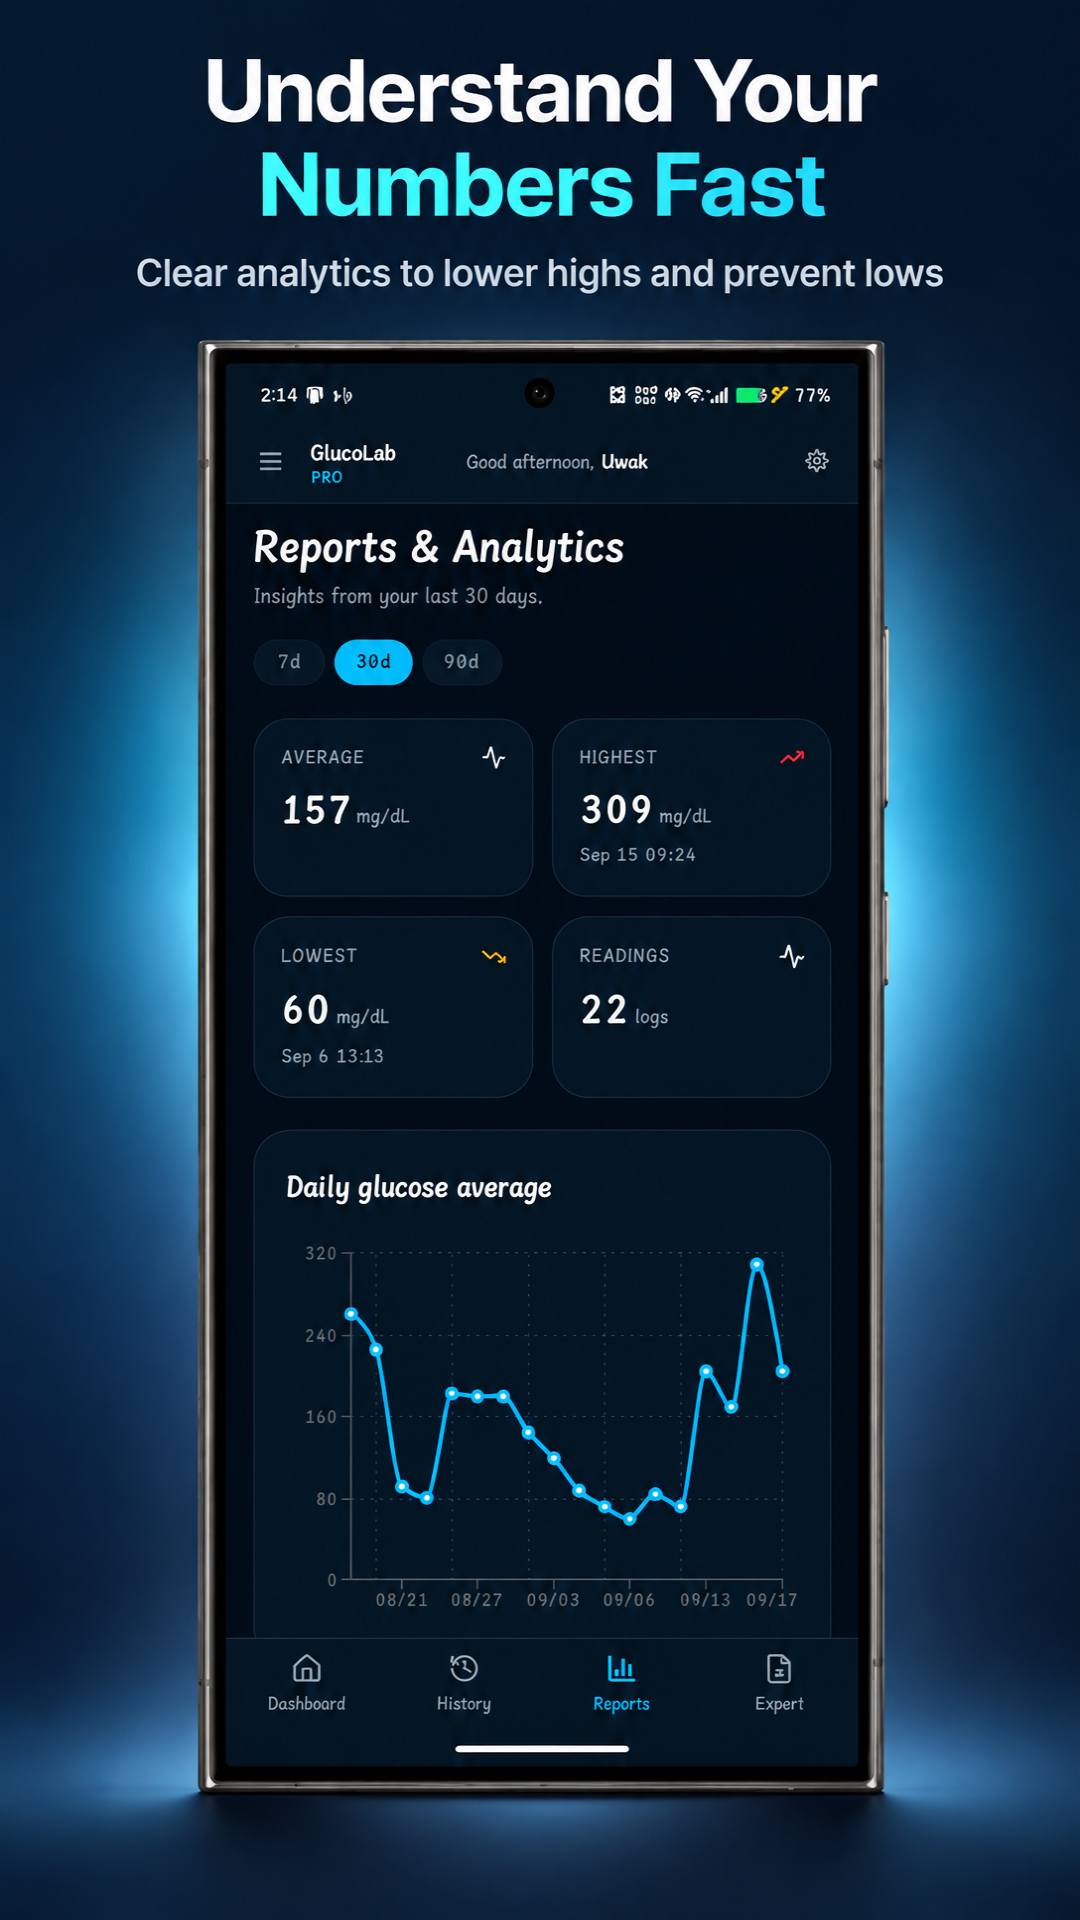 Understand Your
Numbers Fast
Clear analytics to lower highs and prevent lows
2:14
77%
GlucoLab
PRO
Good afternoon, Uwak
Reports & Analytics
Insights from your last 30 days.
7d 30d 90d
AVERAGE
157 mg/dL
HIGHEST
309 mg/dL
Sep 15 09:24
LOWEST
60 mg/dL
Sep 6 13:13
READINGS
22 logs
Daily glucose average
320
240
160
80
0
08/21 08/27 09/03 09/06 09/13 09/17
Dashboard History Reports Expert